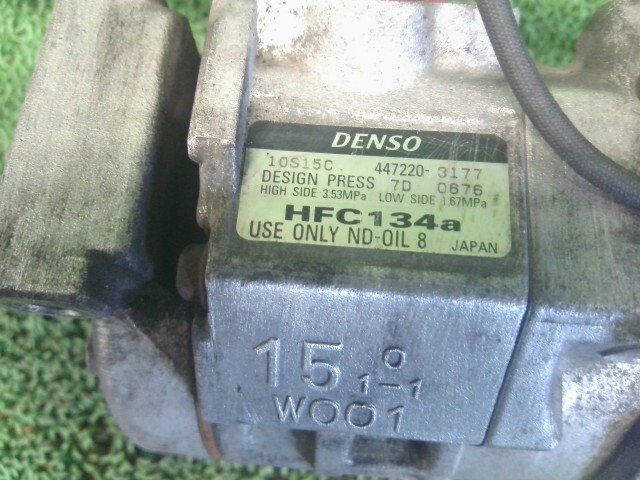 DENSO
10S15C 447220-3177
DESIGN PRESS 7D 0676
HIGH SIDE 3.53MPa LOW SIDE 1.67MPa
HFC134a
USE ONLY ND-OIL 8 JAPAN
15 0
1-1
W001